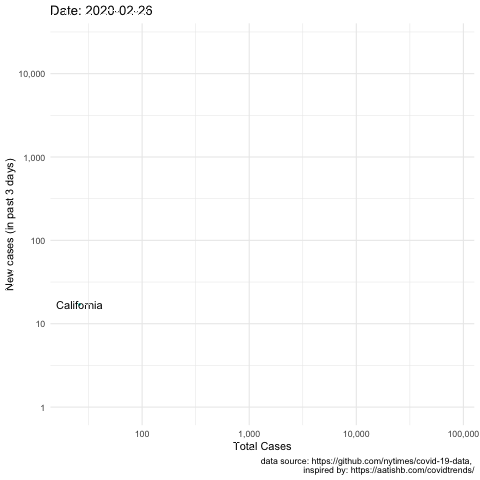 Date: 2020-02-26
10,000
1,000
100
10
1
New cases (in past 3 days)
California
100
1,000
10,000
100,000
Total Cases
data source: https://github.com/nytimes/covid-19-data,
inspired by: https://aatishb.com/covidtrends/